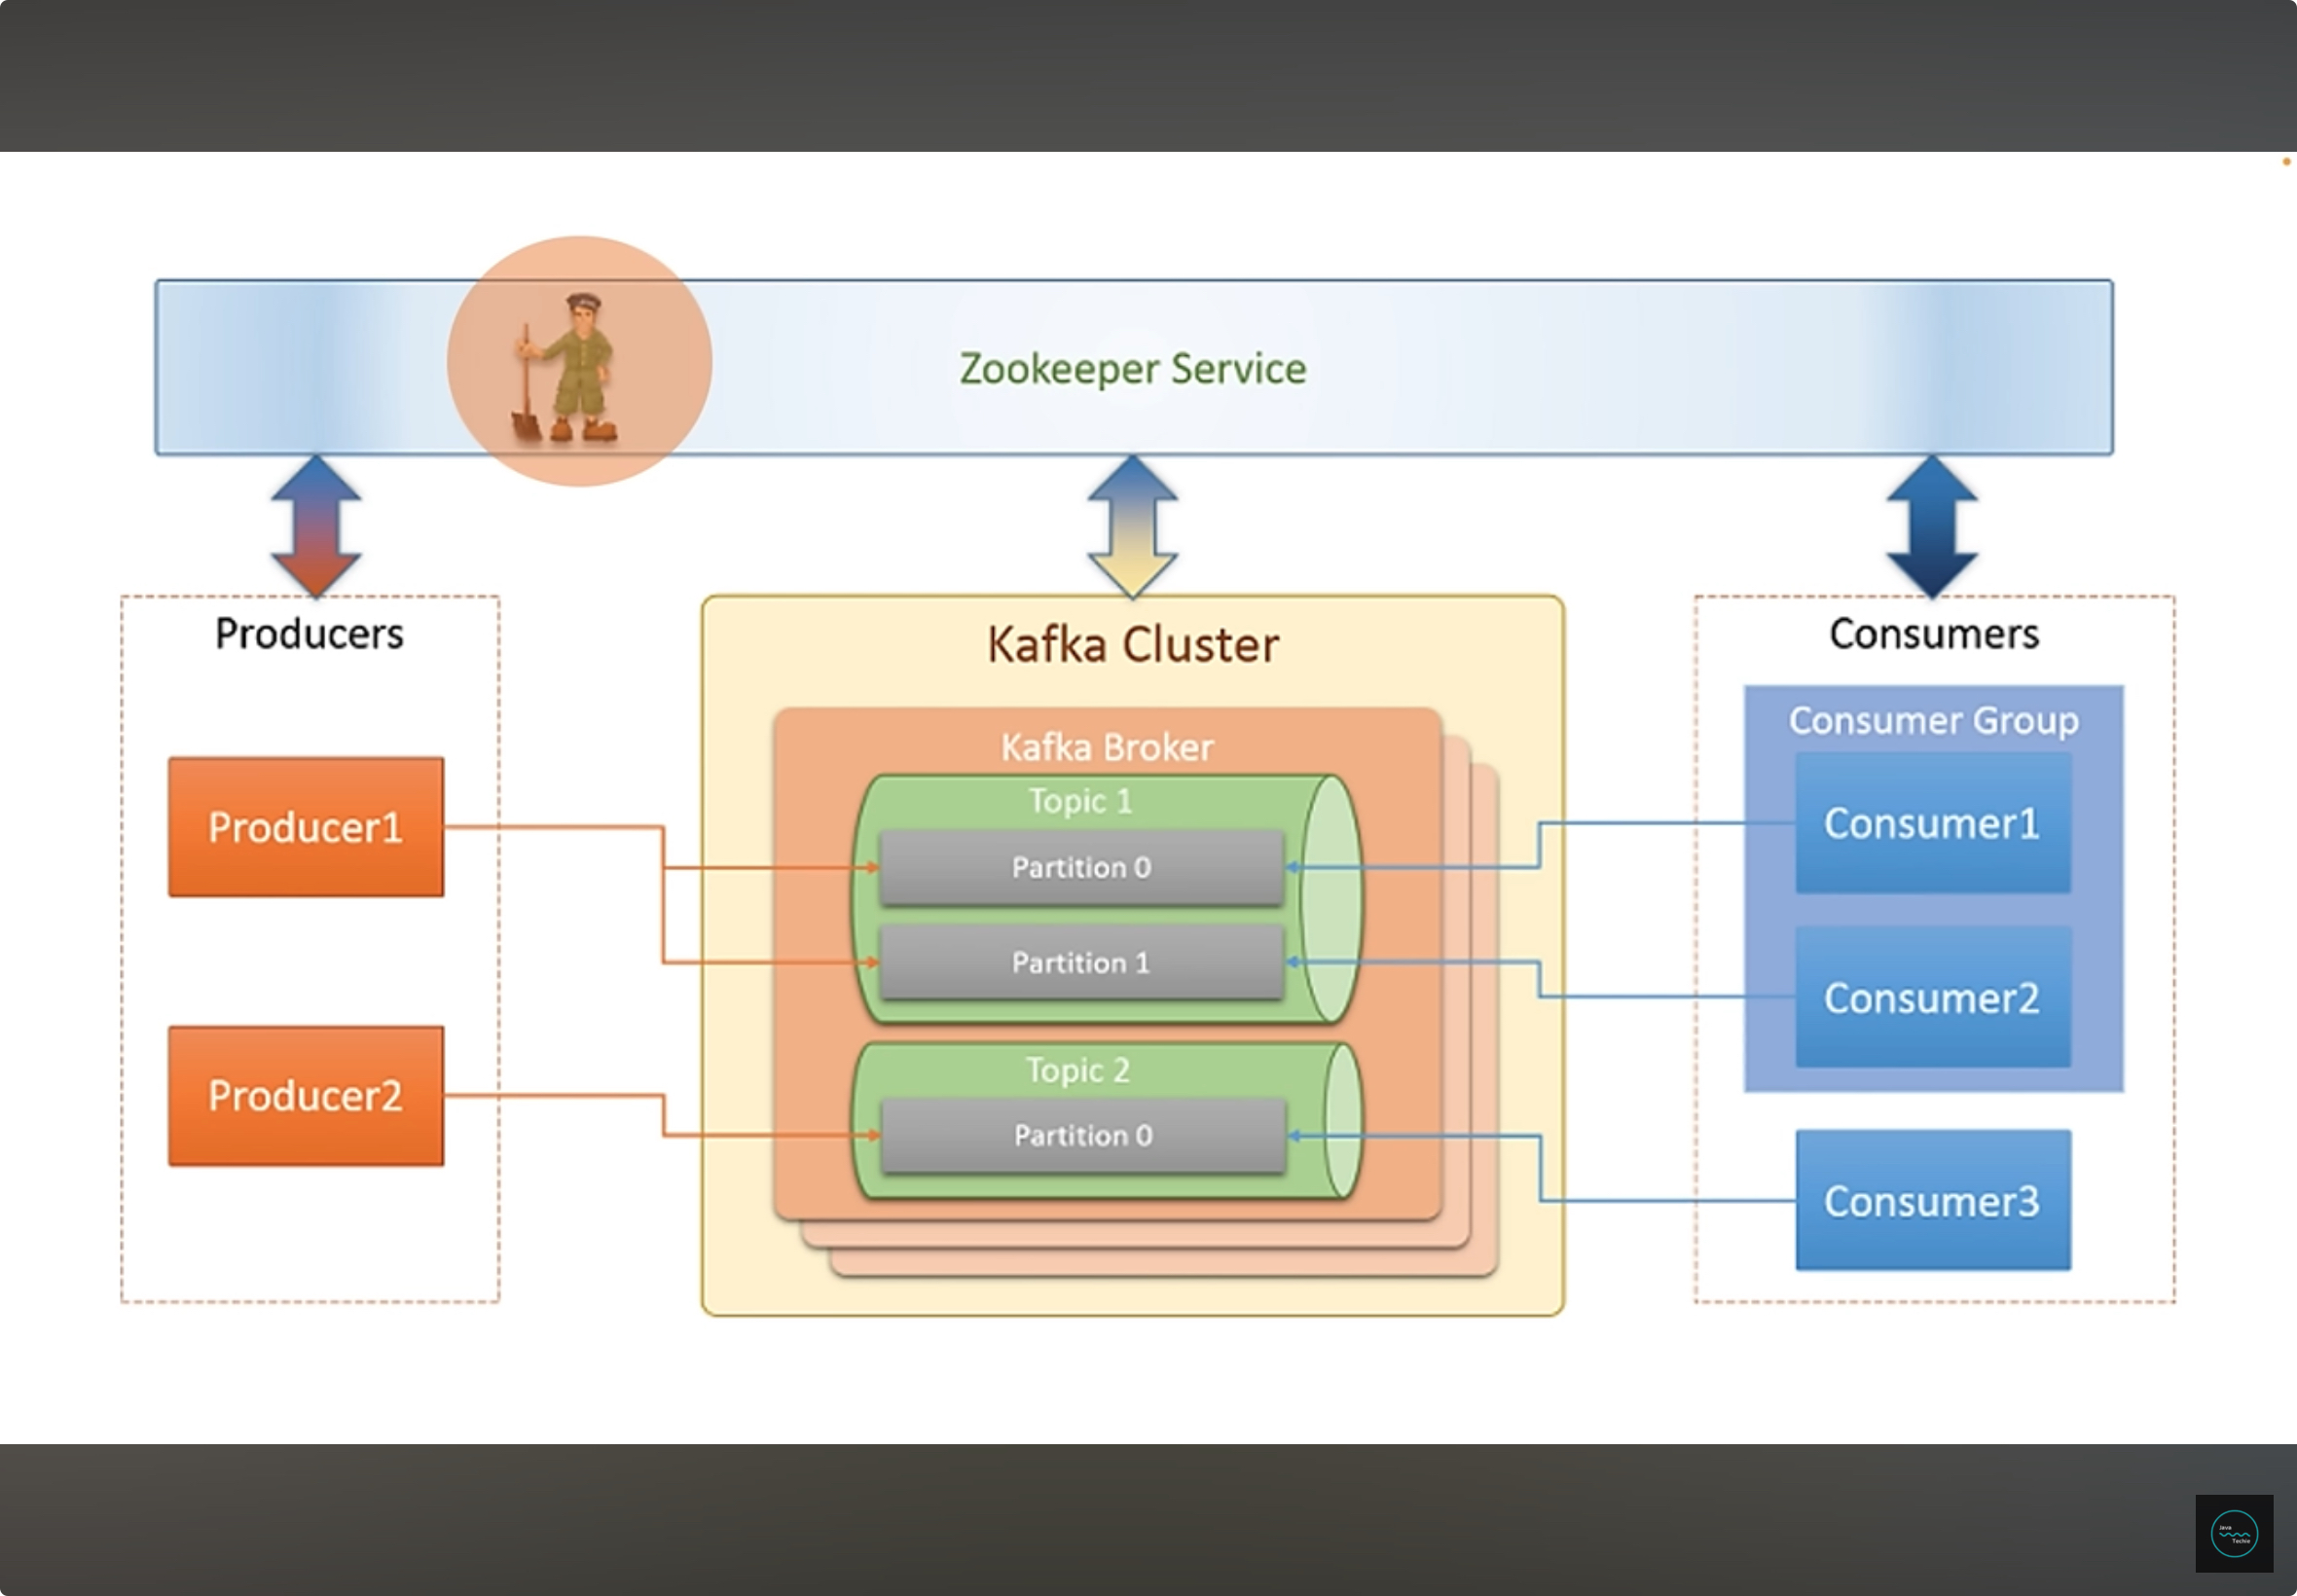 Zookeeper Service
Producers
Producer1
Producer2
Kafka Cluster
Kafka Broker
Topic 1
Partition 0
Partition 1
Topic 2
Partition 0
Consumers
Consumer Group
Consumer1
Consumer2
Consumer3
Java
Techie